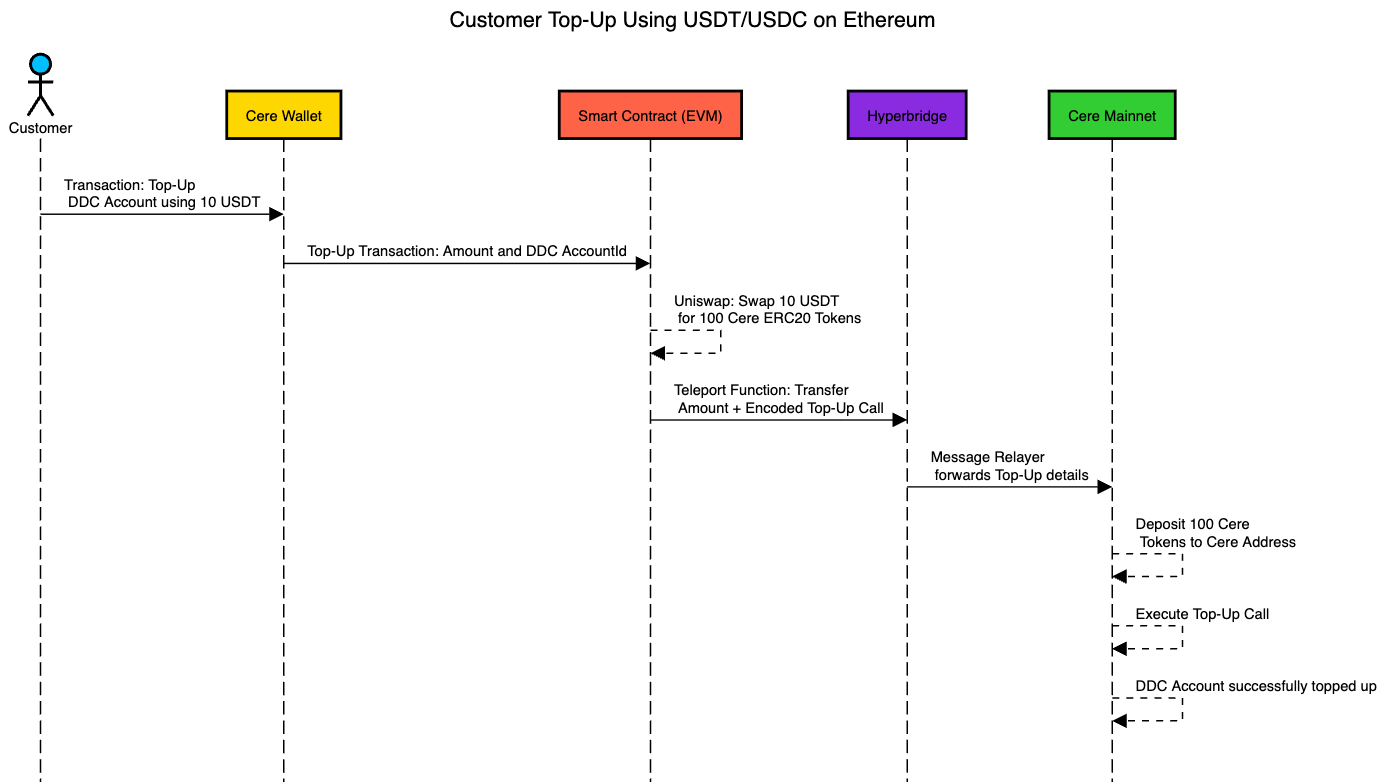 Customer Top-Up Using USDT/USDC on Ethereum
Customer
Cere Wallet
Smart Contract (EVM)
Hyperbridge
Cere Mainnet
Transaction: Top-Up
DDC Account using 10 USDT
Top-Up Transaction: Amount and DDC AccountId
Uniswap: Swap 10 USDT
for 100 Cere ERC20 Tokens
Teleport Function: Transfer
Amount + Encoded Top-Up Call
Message Relayer
forwards Top-Up details
Deposit 100 Cere
Tokens to Cere Address
Execute Top-Up Call
DDC Account successfully topped up